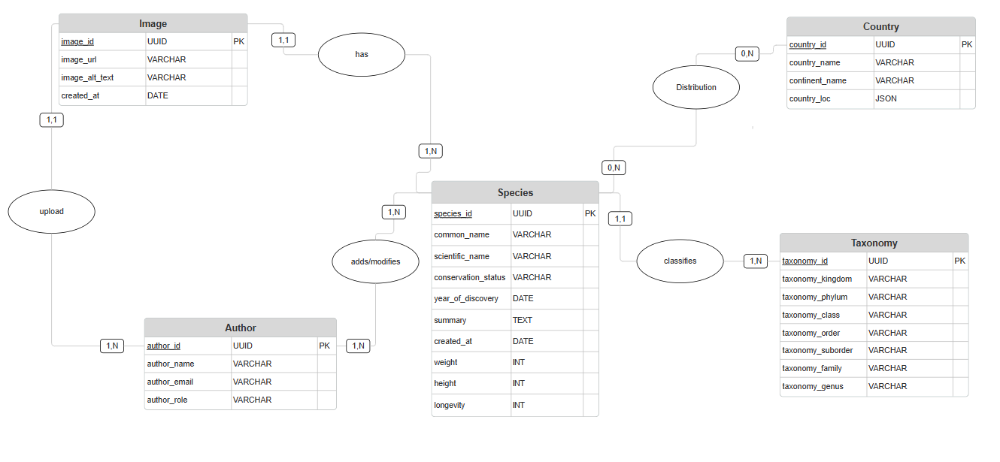 Image
image_id UUID PK
image_url VARCHAR
image_alt_text VARCHAR
created_at DATE
1,1
has
1,N
1,1
upload
1,N
Country
country_id UUID PK
country_name VARCHAR
continent_name VARCHAR
country_loc JSON
0,N
Distribution
0,N
Species
species_id UUID PK
common_name VARCHAR
scientific_name VARCHAR
conservation_status VARCHAR
year_of_discovery DATE
summary TEXT
created_at DATE
weight INT
height INT
longevity INT
1,N
adds/modifies
1,N
1,1
classifies
1,N
Taxonomy
taxonomy_id UUID PK
taxonomy_kingdom VARCHAR
taxonomy_phylum VARCHAR
taxonomy_class VARCHAR
taxonomy_order VARCHAR
taxonomy_suborder VARCHAR
taxonomy_family VARCHAR
taxonomy_genus VARCHAR
Author
author_id UUID PK
author_name VARCHAR
author_email VARCHAR
author_role VARCHAR